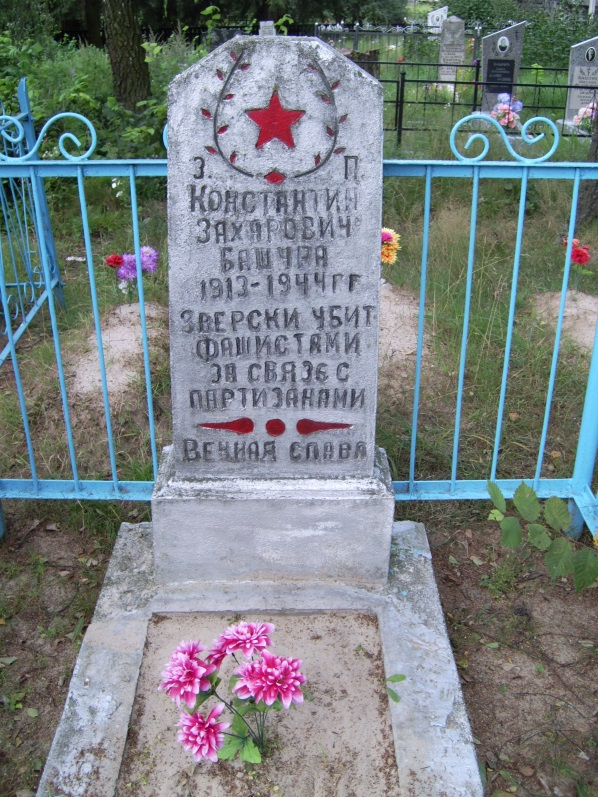 З. П.
Константин
Захарович
Башура
1913-1944гг
Зверски убит
фашистами
за связь с
партизанами
Вечная слава